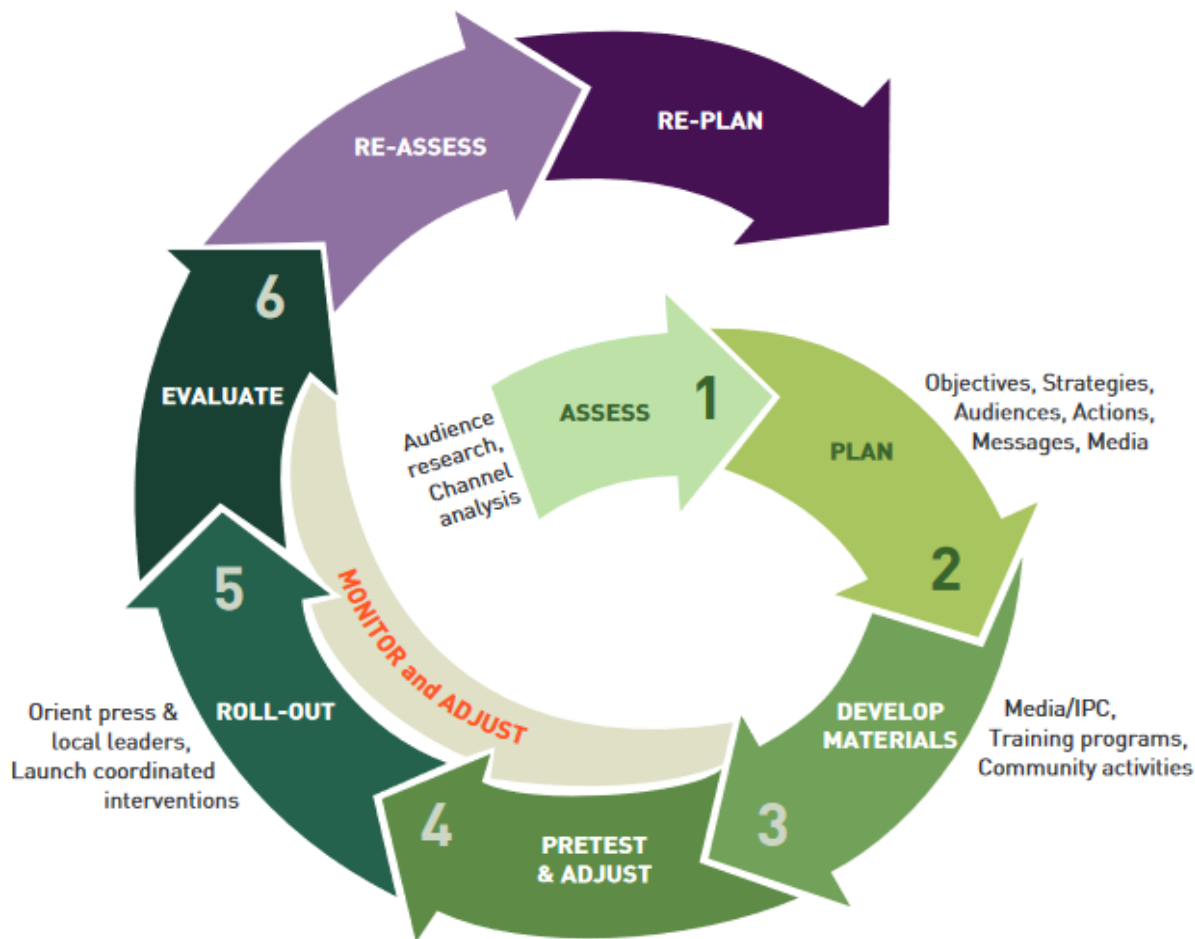 RE-ASSESS
RE-PLAN
1
ASSESS
Audience
research,
Channel
analysis
PLAN
2
Objectives, Strategies,
Audiences, Actions,
Messages, Media
DEVELOP
MATERIALS
3
Media/IPC,
Training programs,
Community activities
4
PRETEST
& ADJUST
5
ROLL-OUT
Orient press &
local leaders,
Launch coordinated
interventions
MONITOR and ADJUST
6
EVALUATE